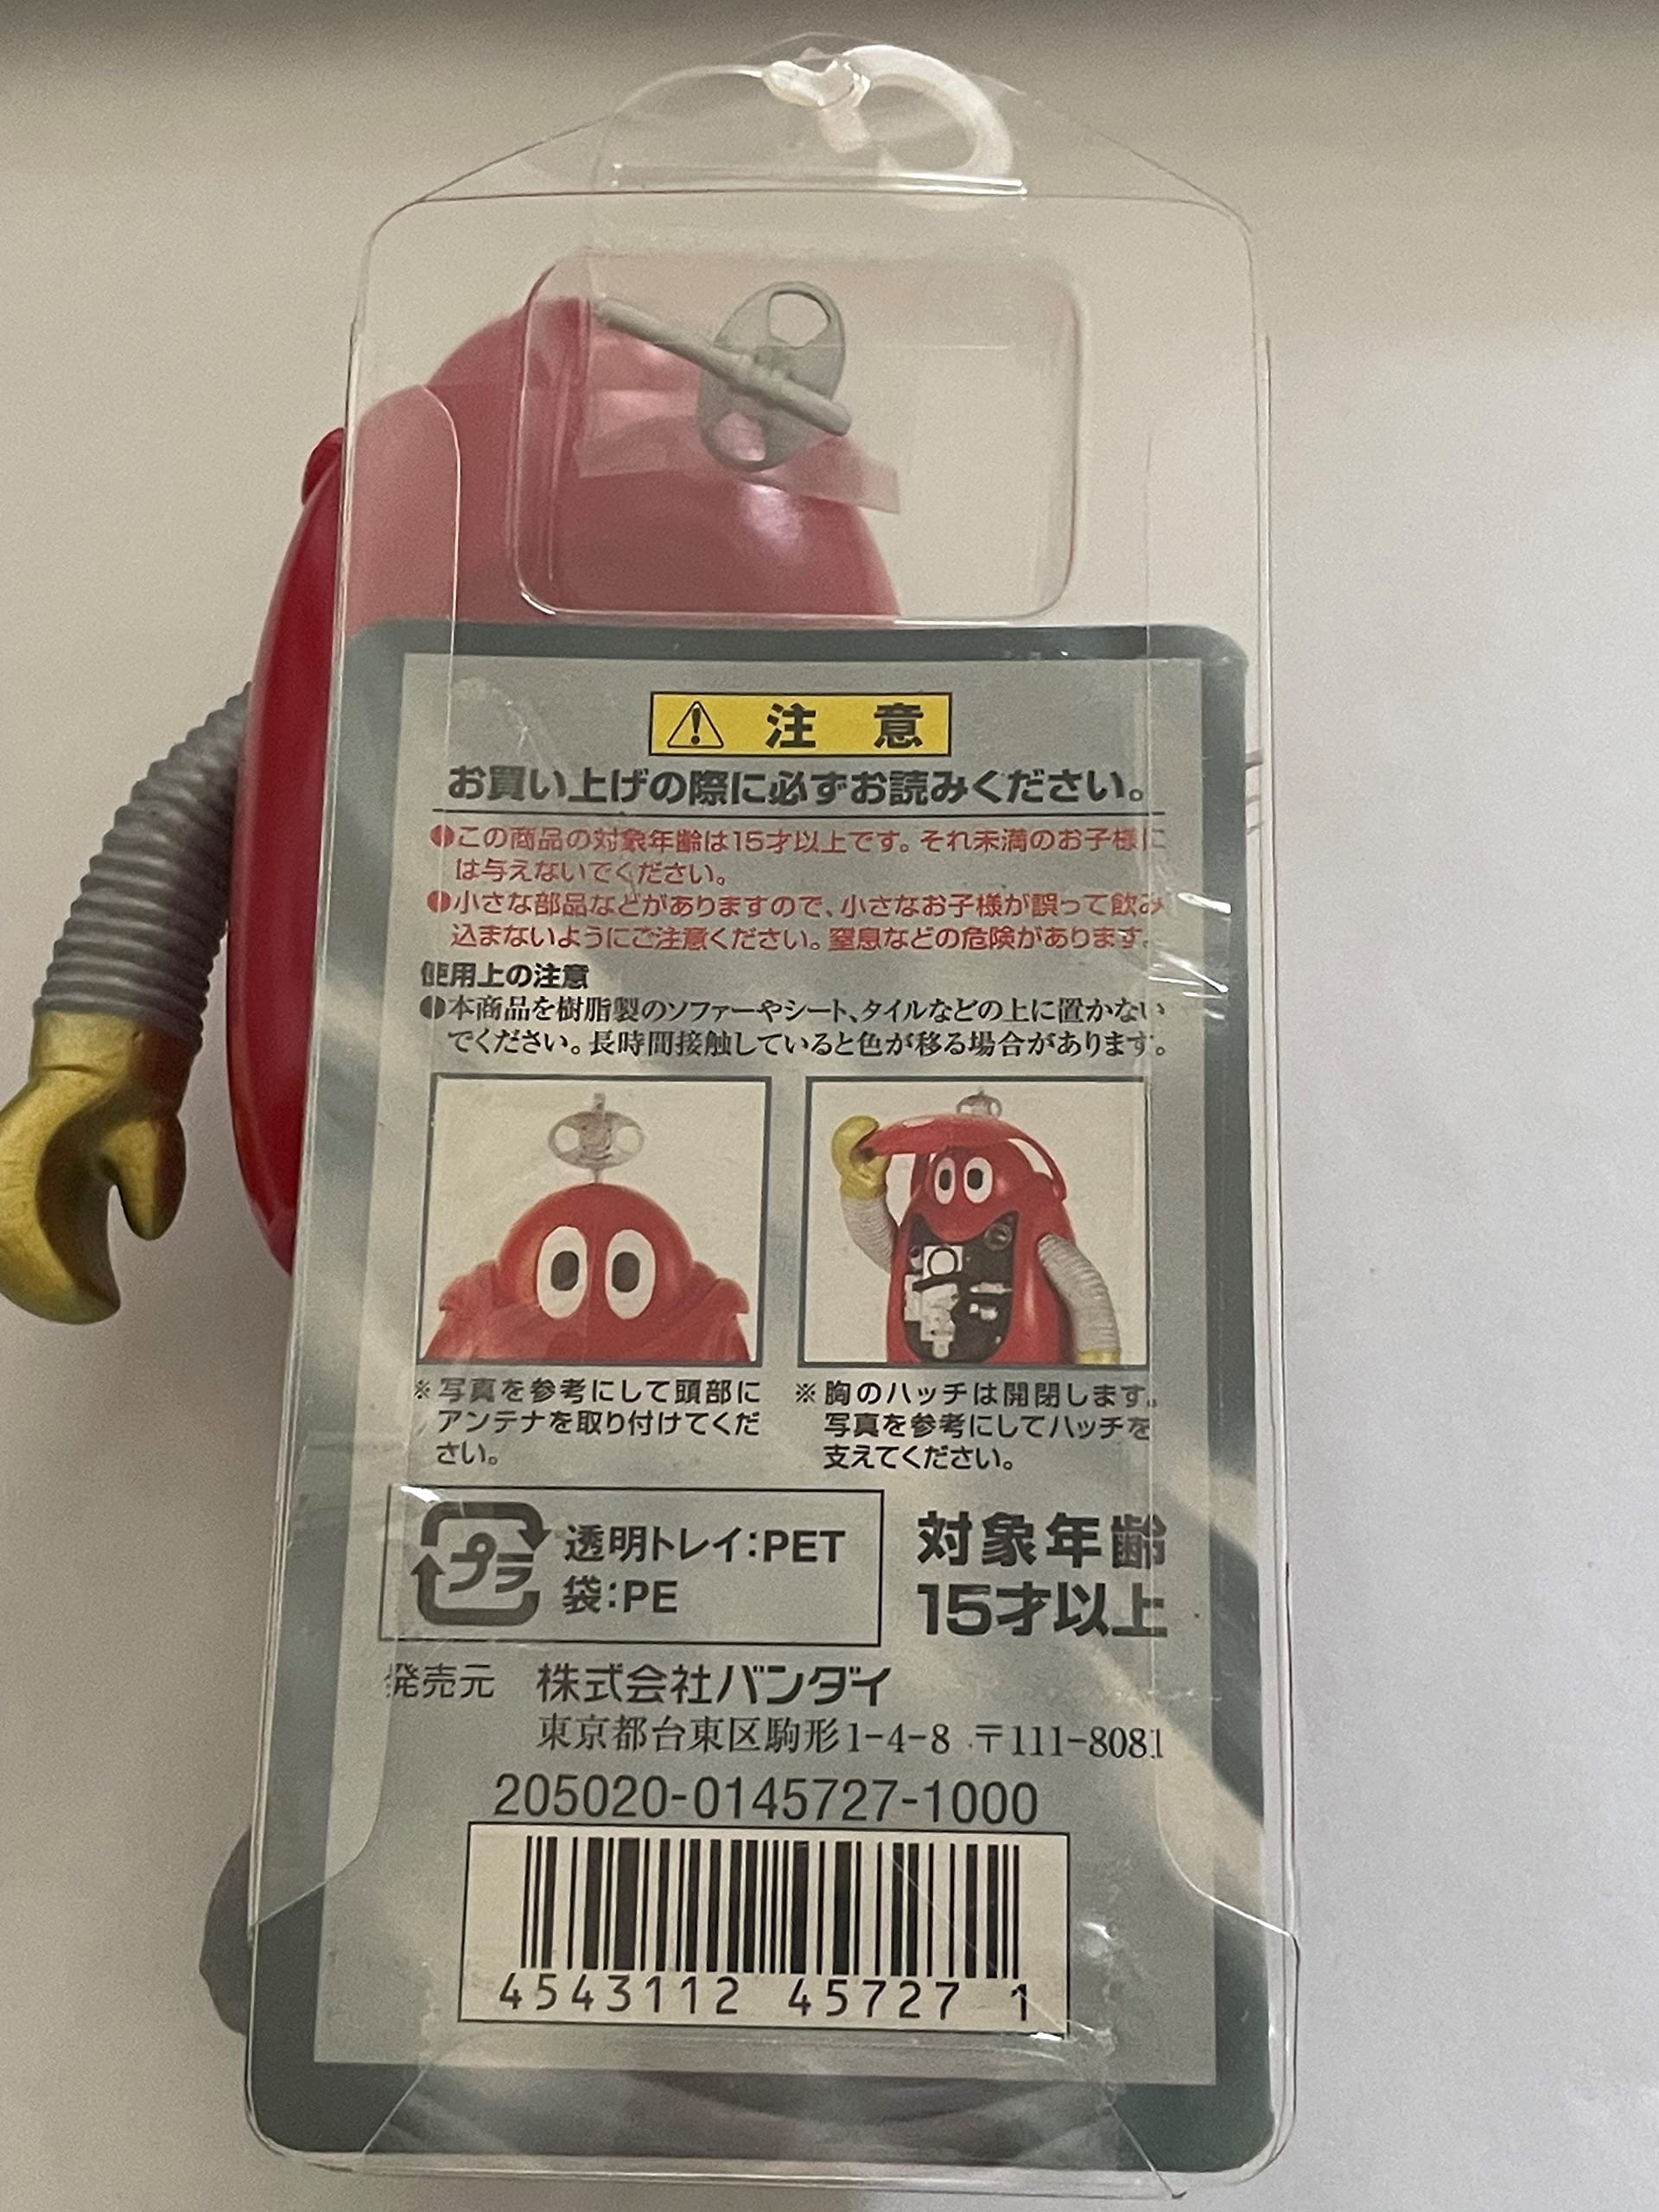 注 意
お買い上げの際に必ずお読みください。
●この商品の対象年齢は15才以上です。それ未満のお子様に
は与えないでください。
●小さな部品などがありますので、小さなお子様が誤って飲み
込まないようにご注意ください。窒息などの危険があります。
使用上の注意
●本商品を樹脂製のソファーやシート、タイルなどの上に置かない
でください。長時間接触していると色が移る場合があります。
※写真を参考にして頭部に
アンテナを取り付けてくだ
さい。
※胸のハッチは開閉します。
写真を参考にしてハッチを
支えてください。
プラ
透明トレイ:PET
袋:PE
対象年齢
15才以上
発売元 株式会社バンダイ
東京都台東区駒形1-4-8 〒111-8081
205020-0145727-1000
4543112 45727 1